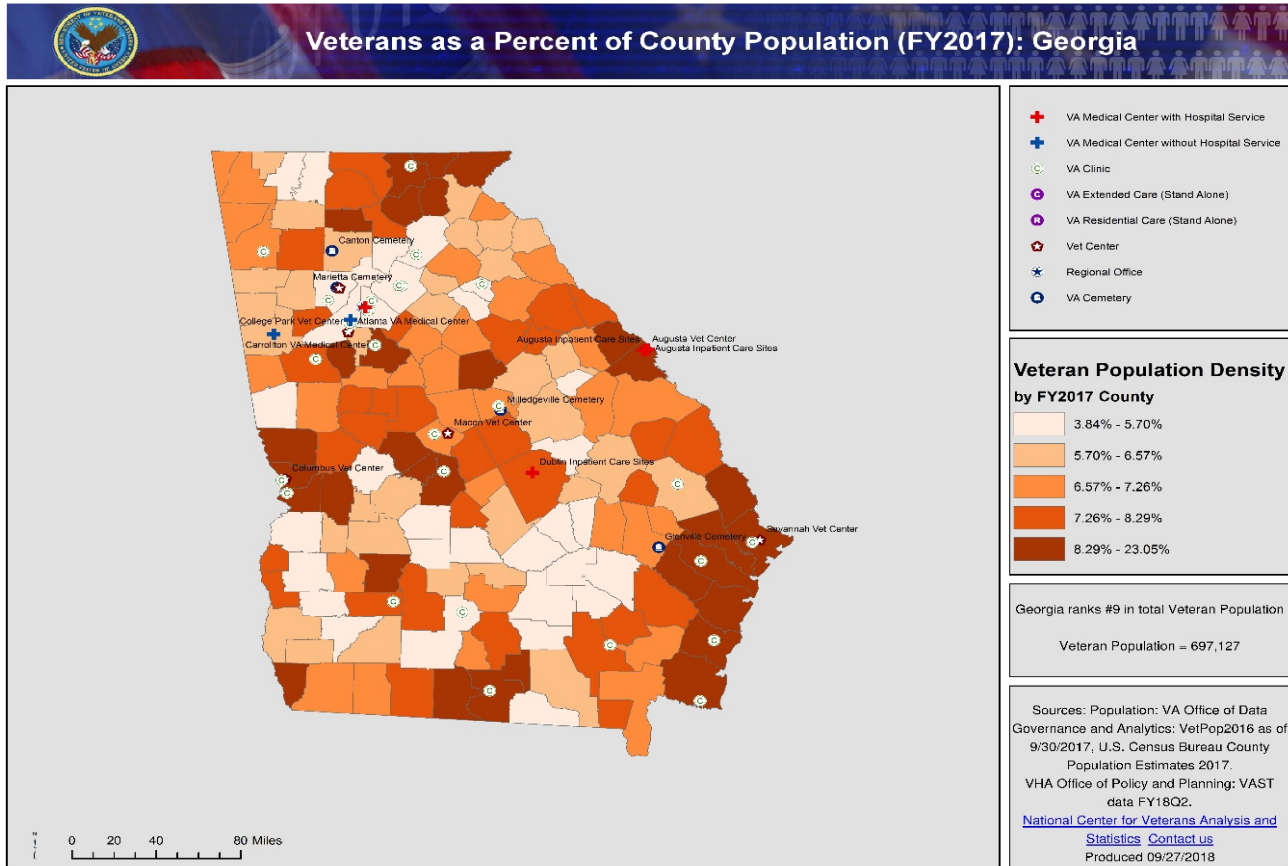 Veterans as a Percent of County Population (FY2017): Georgia
Canton Cemetery
Marietta Cemetery
College Park Vet Center
Atlanta VA Medical Center
Carrollton VA Medical Center
Augusta Inpatient Care Sites
Augusta Vet Center
Augusta Inpatient Care Sites
Milledgeville Cemetery
Macon Vet Center
Dublin Inpatient Care Sites
Columbus Vet Center
Savannah Vet Center
Glenville Cemetery
0 20 40 80 Miles
VA Medical Center with Hospital Service
VA Medical Center without Hospital Service
C VA Clinic
C VA Extended Care (Stand Alone)
R VA Residential Care (Stand Alone)
Vet Center
Regional Office
VA Cemetery
Veteran Population Density
by FY2017 County
3.84% - 5.70%
5.70% - 6.57%
6.57% - 7.26%
7.26% - 8.29%
8.29% - 23.05%
Georgia ranks #9 in total Veteran Population
Veteran Population = 697,127
Sources: Population: VA Office of Data
Governance and Analytics: VetPop2016 as of
9/30/2017, U.S. Census Bureau County
Population Estimates 2017.
VHA Office of Policy and Planning: VAST
data FY18Q2.
National Center for Veterans Analysis and
Statistics Contact us
Produced 09/27/2018